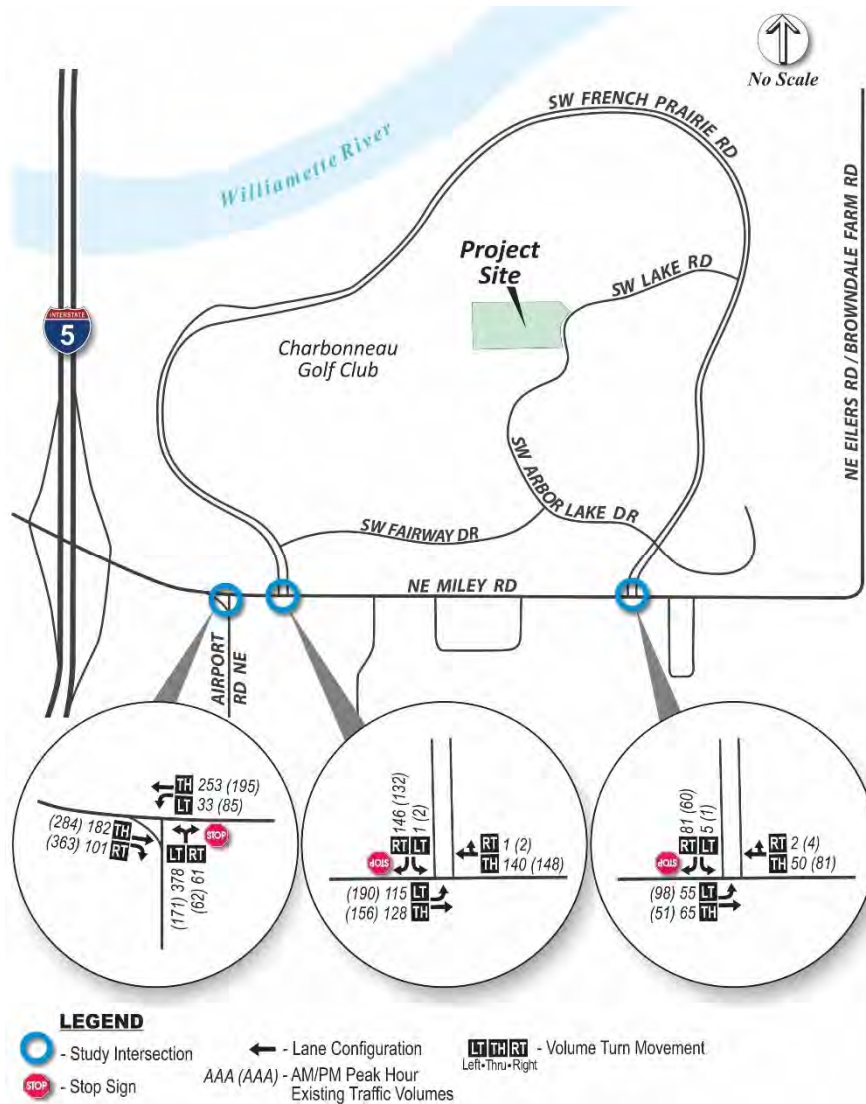 No Scale
SW FRENCH PRAIRIE RD
Williamette River
NE EILERS RD / BROWNDALE FARM RD
Project
Site
SW LAKE RD
INTERSTATE
5
Charbonneau
Golf Club
SW ARBOR LAKE DR
SW FAIRWAY DR
NE MILEY RD
AIRPORT
RD NE
TH 253 (195)
LT 33 (85)
(284) 182 TH
(363) 101 RT
STOP
LT RT
(171) 378
(62) 61
146 (132)
1 (2)
RT LT
STOP
RT 1 (2)
TH 140 (148)
(190) 115 LT
(156) 128 TH
81 (60)
5 (1)
RT LT
STOP
RT 2 (4)
TH 50 (81)
(98) 55 LT
(51) 65 TH
LEGEND
- Study Intersection
- Lane Configuration
LT TH RT - Volume Turn Movement
Left•Thru•Right
STOP - Stop Sign
AAA (AAA) - AM/PM Peak Hour
Existing Traffic Volumes